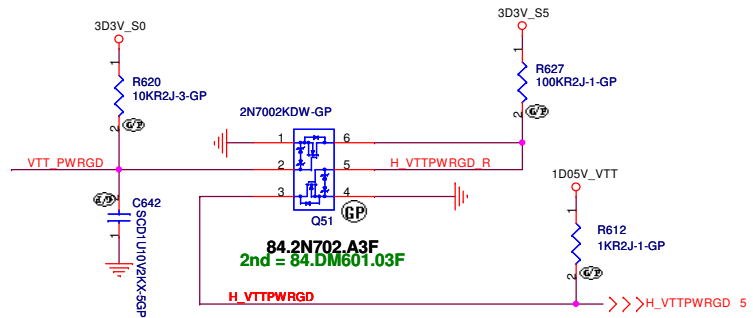 3D3V_S0
3D3V_S5
1
R620
10KR2J-3-GP
2
G/P
1
R627
100KR2J-1-GP
2
G/P
2N7002KDW-GP
1
6
VTT_PWRGD
2
5
H_VTTPWRGD_R
3
4
1D05V_VTT
2
G/P
C642
SCD1U10V2KX-5GP
1
Q51
GP
84.2N702.A3F
2nd = 84.DM601.03F
1
R612
1KR2J-1-GP
2
G/P
H_VTTPWRGD
H_VTTPWRGD 5